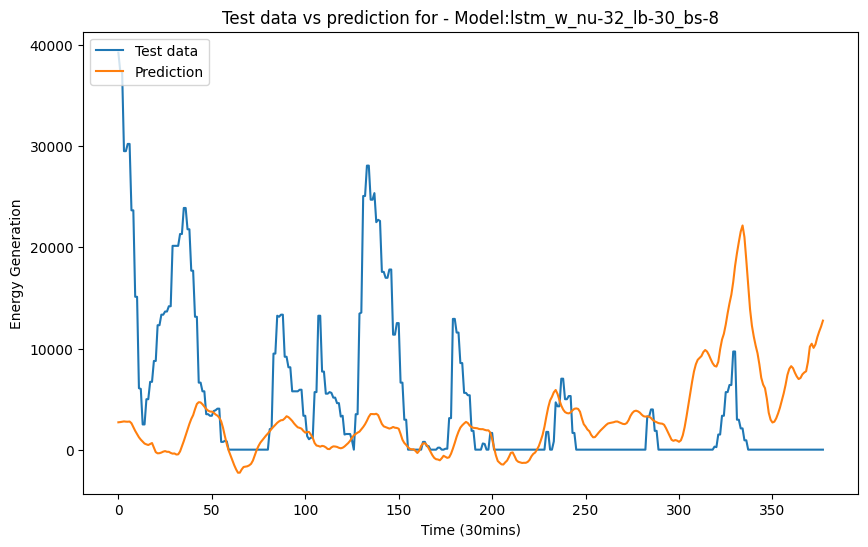 Test data vs prediction for - Model:lstm_w_nu-32_lb-30_bs-8
Test data
Prediction
40000
30000
20000
10000
0
Energy Generation
0 50 100 150 200 250 300 350
Time (30mins)